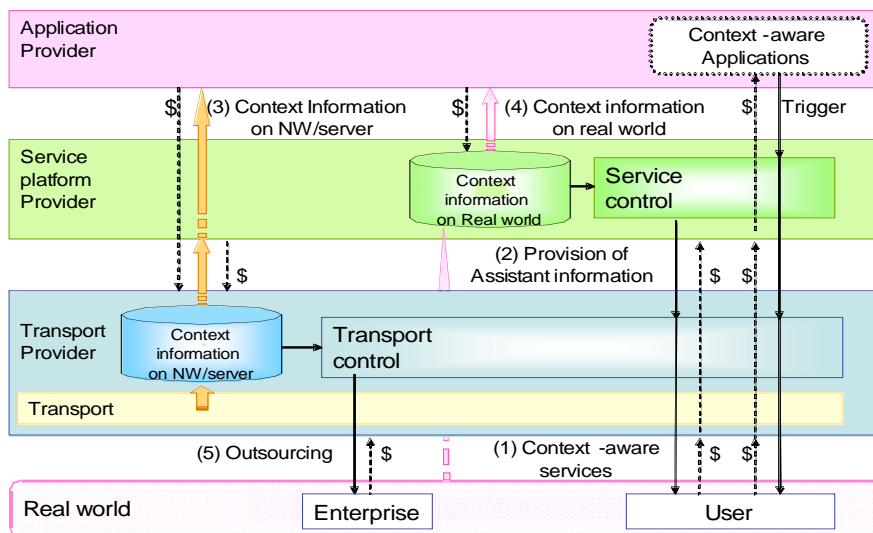 Application
Provider
Context -aware
Applications
$
(3) Context Information
on NW/server
$
(4) Context information
on real world
$
Trigger
Service
platform
Provider
Context
information
on Real world
Service
control
$
(2) Provision of
Assistant information
$
$
Transport
Provider
Context
information
on NW/server
Transport
control
Transport
(5) Outsourcing
$
(1) Context -aware
services
$
$
Real world
Enterprise
User